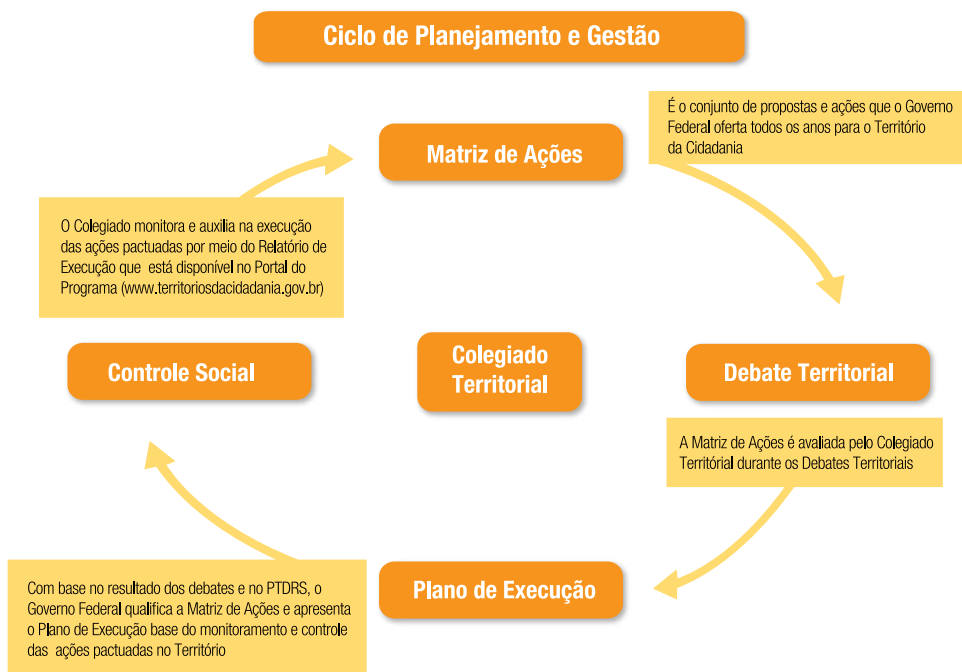 Ciclo de Planejamento e Gestão
Matriz de Ações
É o conjunto de propostas e ações que o Governo
Federal oferta todos os anos para o Território
da Cidadania
O Colegiado monitora e auxilia na execução
das ações pactuadas por meio do Relatório de
Execução que está disponível no Portal do
Programa (www.territoriosdacidadania.gov.br)
Controle Social
Colegiado
Territorial
Debate Territorial
A Matriz de Ações é avaliada pelo Colegiado
Territórial durante os Debates Territoriais
Plano de Execução
Com base no resultado dos debates e no PTDRS, o
Governo Federal qualifica a Matriz de Ações e apresenta
o Plano de Execução base do monitoramento e controle
das ações pactuadas no Território